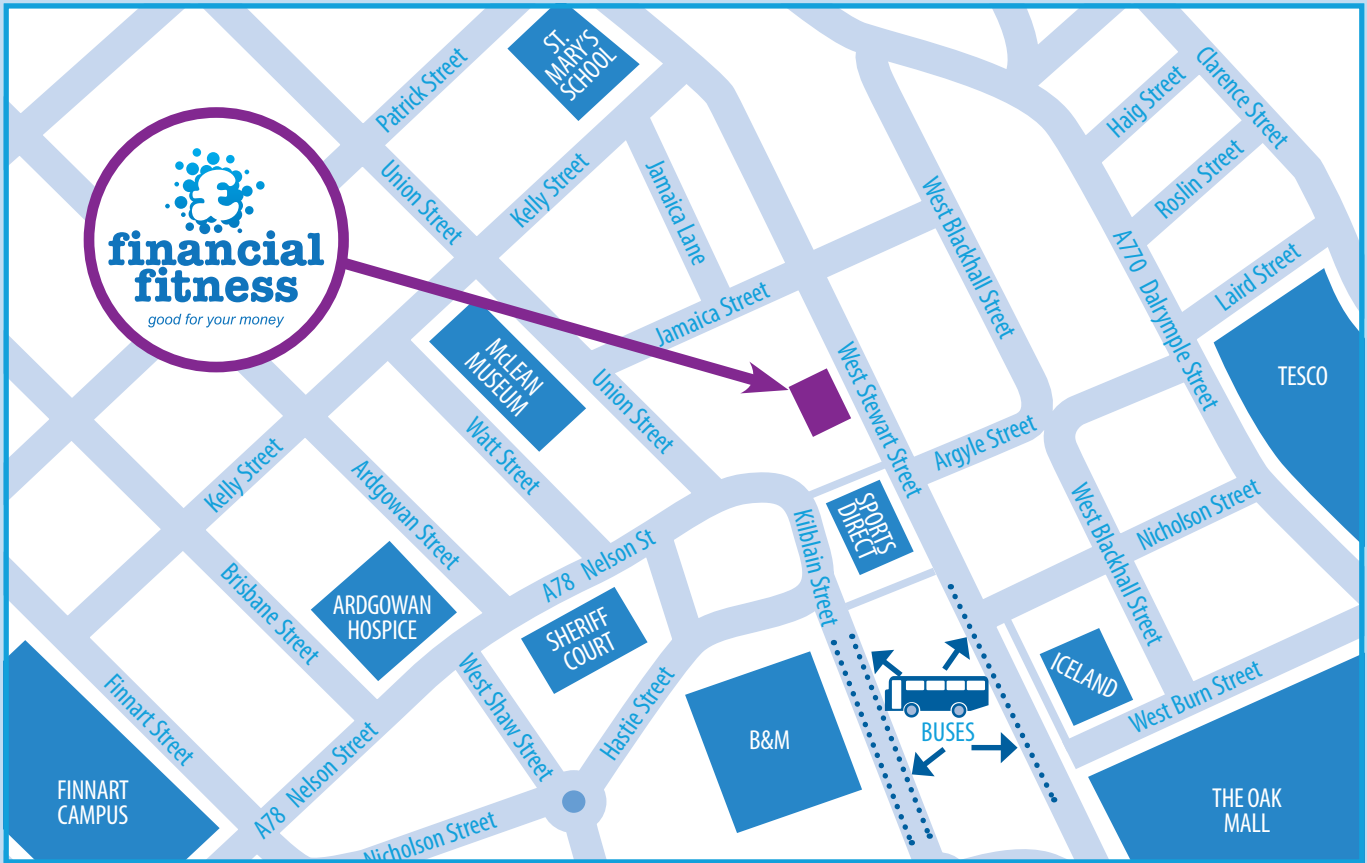 ST.
MARY'S
SCHOOL
Patrick Street
Clarence Street
Haig Street
Union Street
Kelly Street
Jamaica Lane
West Blackhall Street
Roslin Street
financial
fitness
good for your money
A770 Dalrymple Street
Laird Street
Jamaica Street
McLEAN
MUSEUM
Union Street
West Stewart Street
TESCO
Watt Street
Kelly Street
Ardgowan Street
Argyle Street
SPORTS
DIRECT
Kilblain Street
West Blackhall Street
Nicholson Street
A78 Nelson St
Brisbane Street
ARDGOWAN
HOSPICE
SHERIFF
COURT
ICELAND
West Burn Street
Finnart Street
West Shaw Street
Hastie Street
B&M
BUSES
A78 Nelson Street
FINNART
CAMPUS
THE OAK
MALL
Nicholson Street